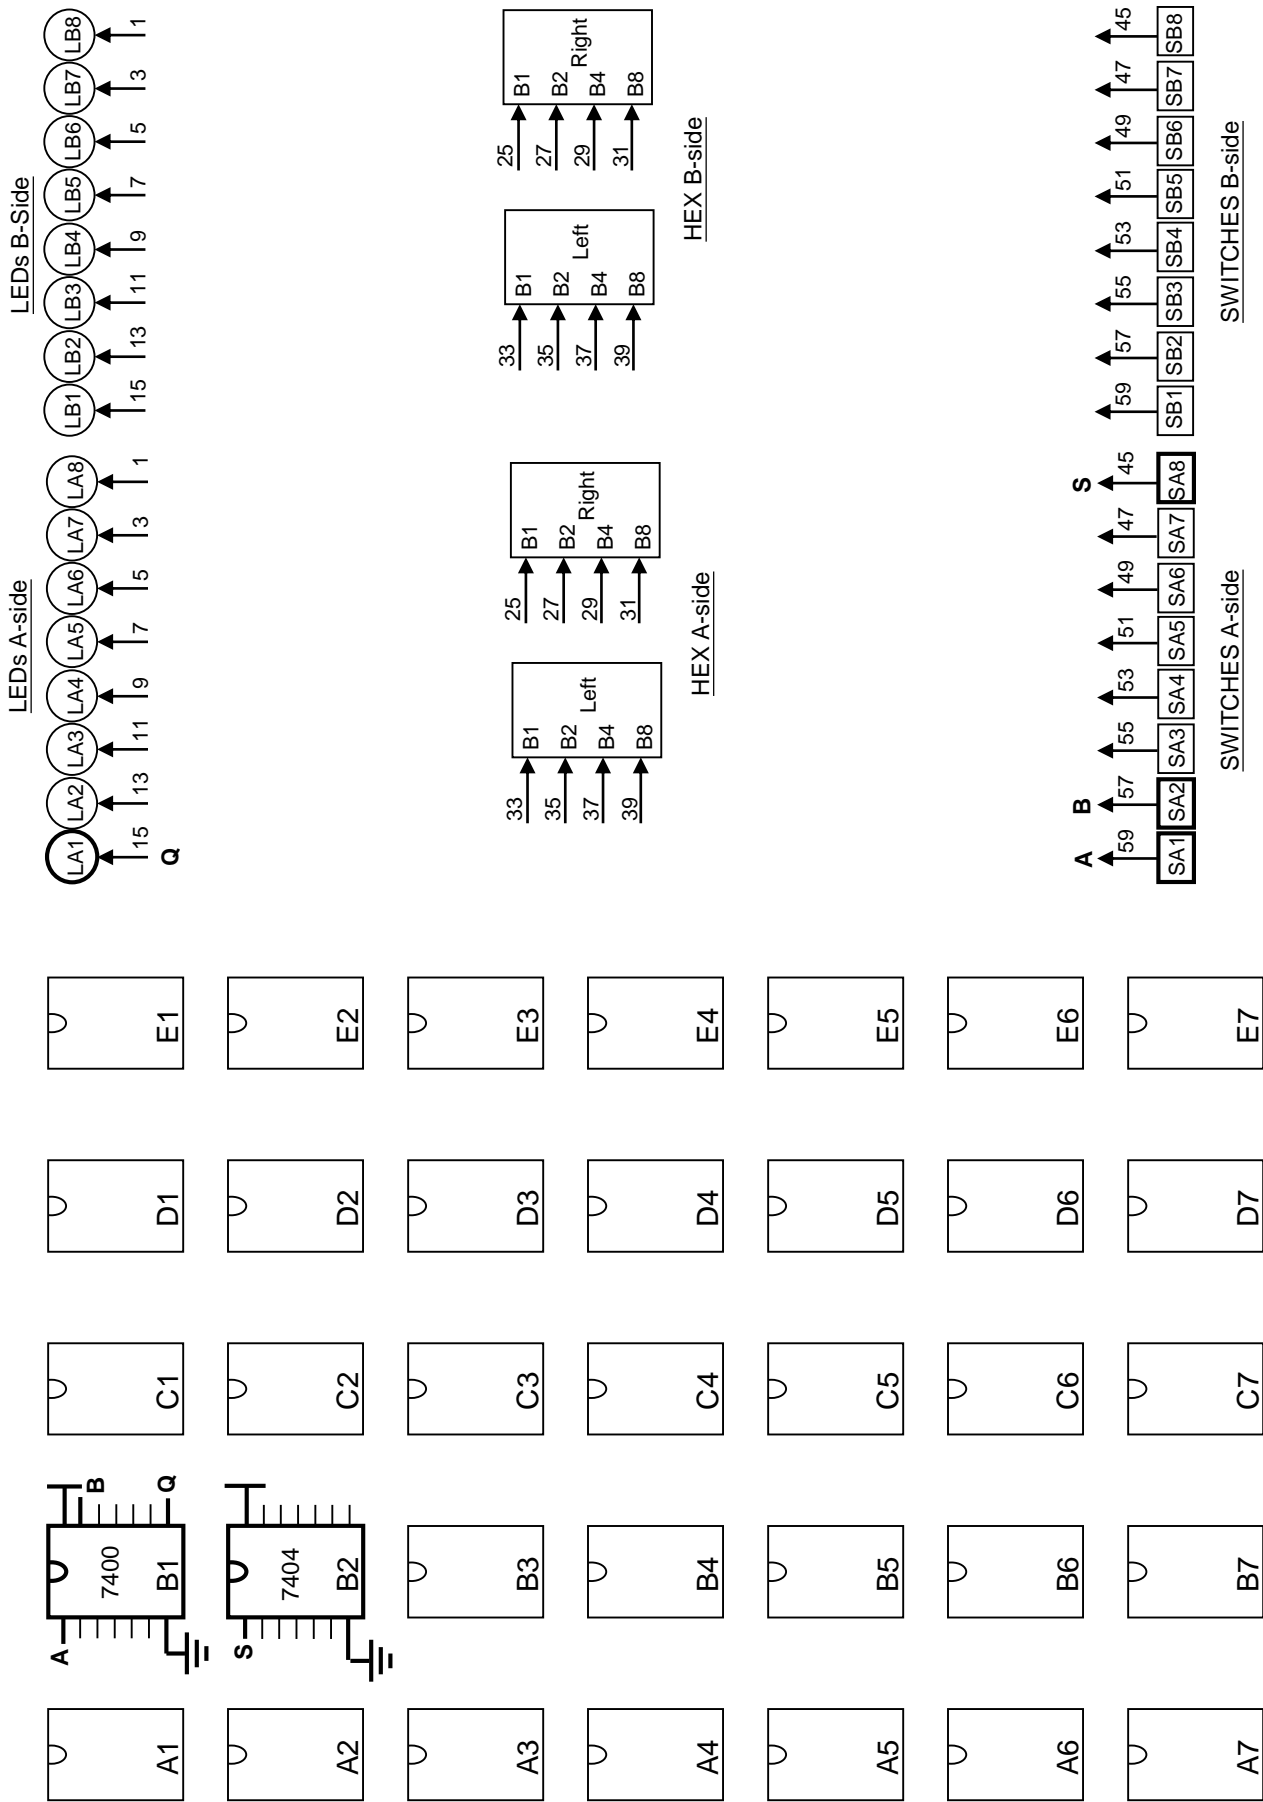 LEDs A-side
LEDs B-Side
LA1 LA2 LA3 LA4 LA5 LA6 LA7 LA8
LB1 LB2 LB3 LB4 LB5 LB6 LB7 LB8
15 13 11 9 7 5 3 1
15 13 11 9 7 5 3 1
Q
A
B
7400
Q
A1 B1 C1 D1 E1
S
7404
A2 B2 C2 D2 E2
A3 B3 C3 D3 E3
A4 B4 C4 D4 E4
A5 B5 C5 D5 E5
A6 B6 C6 D6 E6
A7 B7 C7 D7 E7
33 B1
35 B2 Left
37 B4
39 B8
25 B1
27 B2 Right
29 B4
31 B8
HEX A-side
33 B1
35 B2 Left
37 B4
39 B8
25 B1
27 B2 Right
29 B4
31 B8
HEX B-side
A B S
59 57 55 53 51 49 47 45
SA1 SA2 SA3 SA4 SA5 SA6 SA7 SA8
SWITCHES A-side
59 57 55 53 51 49 47 45
SB1 SB2 SB3 SB4 SB5 SB6 SB7 SB8
SWITCHES B-side